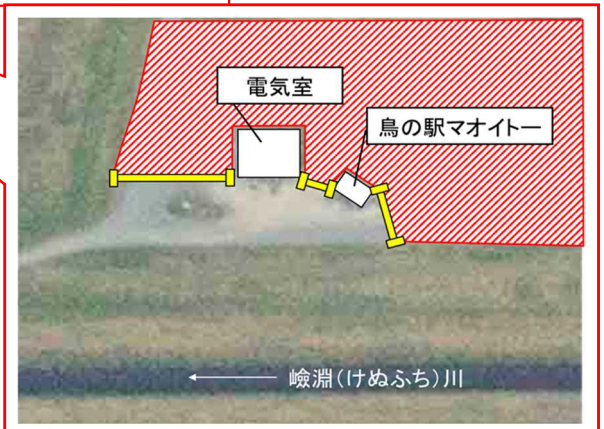 電気室
鳥の駅マオイトー
嶮淵（けぬふち）川